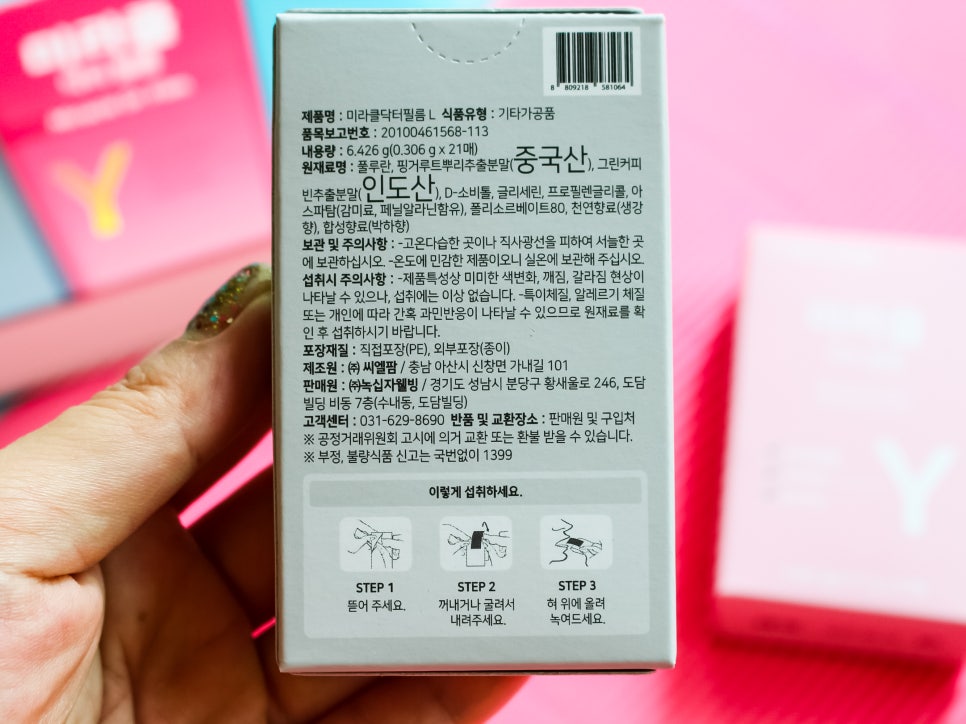 미라클
Y
8 809218 581064
제품명 : 미라클닥터필름 L 식품유형 : 기타가공품
품목보고번호 : 20100461568-113
내용량 : 6.426 g(0.306 g x 21매)
원재료명 : 풀루란, 핑거루트뿌리추출분말(중국산), 그린커피
빈추출분말(인도산), D-소비톨, 글리세린, 프로필렌글리콜, 아
스파탐(감미료, 페닐알라닌함유), 폴리소르베이트80, 천연향료(생강
향), 합성향료(박하향)
보관 및 주의사항 : -고온다습한 곳이나 직사광선을 피하여 서늘한 곳
에 보관하십시오. -온도에 민감한 제품이오니 실온에 보관해 주십시오.
섭취시 주의사항 : -제품특성상 미미한 색변화, 깨짐, 갈라짐 현상이
나타날 수 있으나, 섭취에는 이상 없습니다. -특이체질, 알레르기 체질
또는 개인에 따라 간혹 과민반응이 나타날 수 있으므로 원재료를 확
인 후 섭취하시기 바랍니다.
포장재질 : 직접포장(PE), 외부포장(종이)
제조원 : ㈜ 씨엘팜 / 충남 아산시 신창면 가내길 101
판매원 : ㈜녹십자웰빙 / 경기도 성남시 분당구 황새울로 246, 도담
빌딩 비동 7층(수내동, 도담빌딩)
고객센터 : 031-629-8690 반품 및 교환장소 : 판매원 및 구입처
※ 공정거래위원회 고시에 의거 교환 또는 환불 받을 수 있습니다.
※ 부정, 불량식품 신고는 국번없이 1399
이렇게 섭취하세요.
STEP 1
뜯어 주세요.
STEP 2
꺼내거나 굴려서
내려주세요.
STEP 3
혀 위에 올려
녹여드세요.
Y